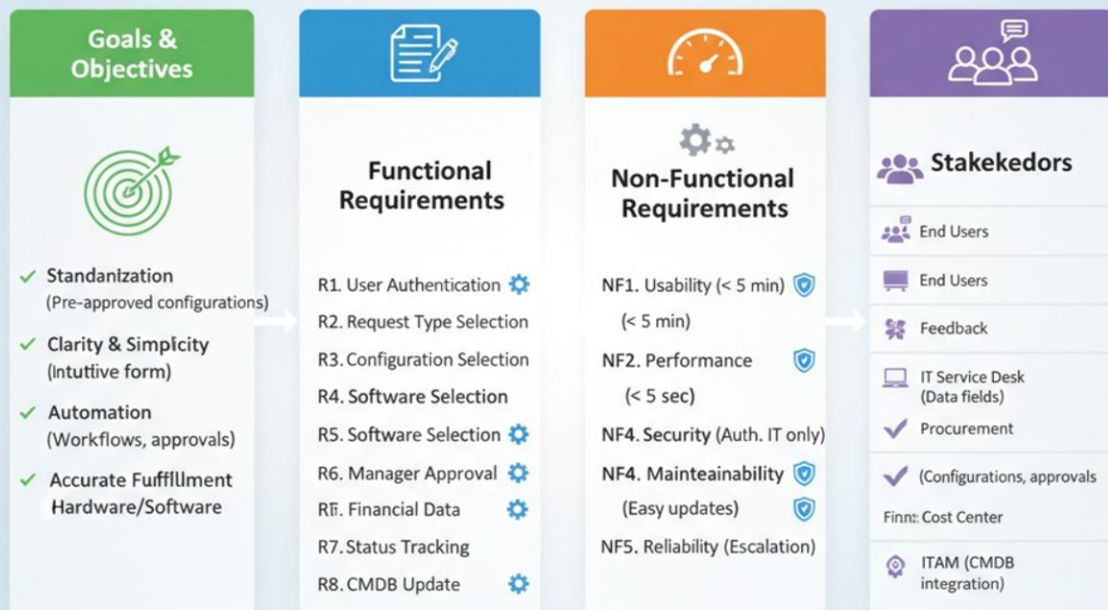 Goals &
Objectives
Standanization
(Pre-approved configurations)
Clarity & Simplicity
(Intuitive form)
Automation
(Workflows, approvals)
Accurate Fuifillment
Hardware/Software
Functional
Requirements
R1. User Authentication
R2. Request Type Selection
R3. Configuration Selection
R4. Software Selection
R5. Software Selection
R6. Manager Approval
Financial Data
R7. Status Tracking
R8. CMDB Update
Non-Functional
Requirements
NF1. Usability (< 5 min)
(< 5 min)
NF2. Performance
(< 5 sec)
NF4. Security (Auth. IT only)
NF4. Mainteainability
(Easy updates)
NF5. Reliability (Escalation)
Stakekedors
End Users
End Users
Feedback
IT Service Desk
(Data fields)
Procurement
(Configurations, approvals
Cost Center
ITAM (CMDB
integration)